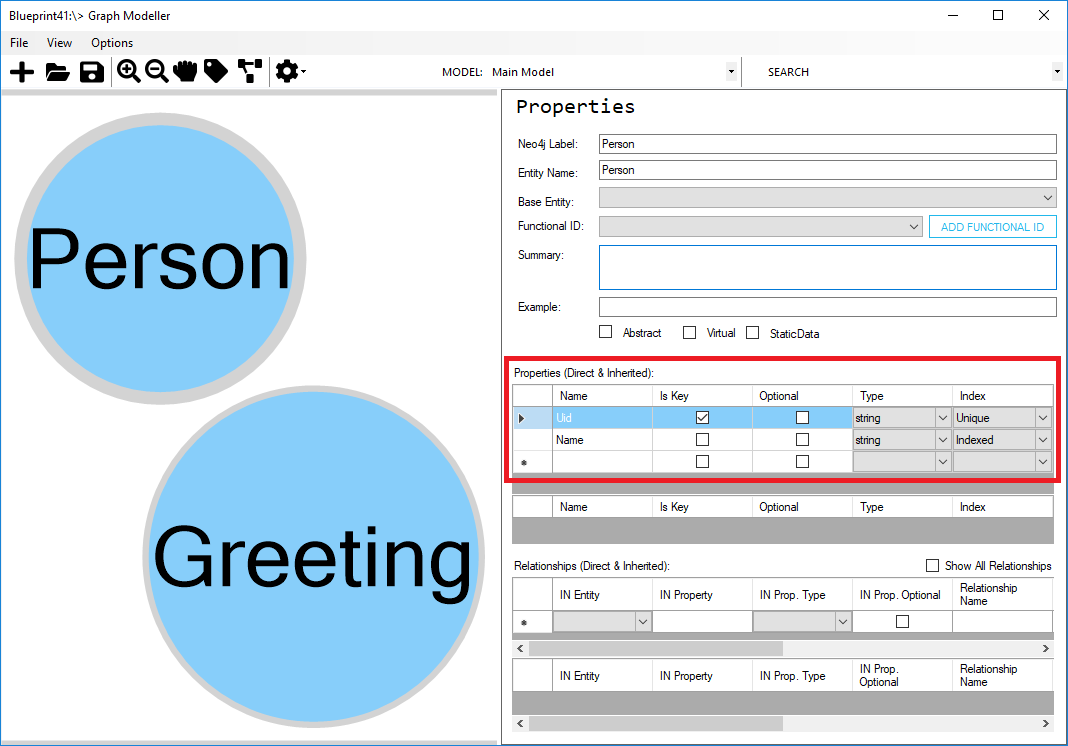 Blueprint41:\> Graph Modeller
File View Options
MODEL: Main Model SEARCH
Person
Greeting
Properties
Neo4j Label: Person
Entity Name: Person
Base Entity:
Functional ID: ADD FUNCTIONAL ID
Summary:
Example:
Abstract Virtual StaticData
Properties (Direct & Inherited):
Name Is Key Optional Type Index
Uid string Unique
Name string Indexed
Name Is Key Optional Type Index
Relationships (Direct & Inherited): Show All Relationships
IN Entity IN Property IN Prop. Type IN Prop. Optional Relationship Name
IN Entity IN Property IN Prop. Type IN Prop. Optional Relationship Name